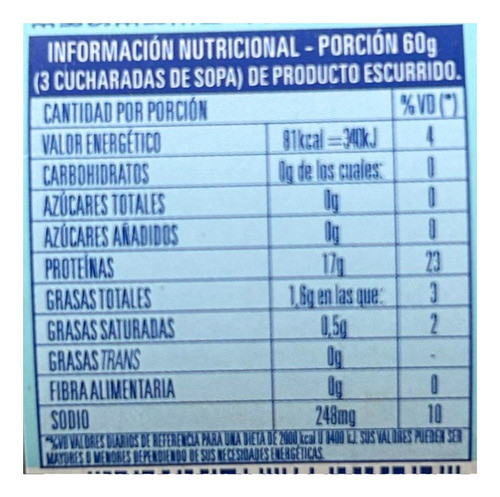 INFORMACIÓN NUTRICIONAL - PORCIÓN 60g
(3 CUCHARADAS DE SOPA) DE PRODUCTO ESCURRIDO.
CANTIDAD POR PORCIÓN % VD (*)
VALOR ENERGÉTICO 81kcal = 340kJ 4
CARBOHIDRATOS 0g de los cuales: 0
AZÚCARES TOTALES 0g 0
AZÚCARES AÑADIDOS 0g 0
PROTEÍNAS 17g 23
GRASAS TOTALES 1,6g en las que: 3
GRASAS SATURADAS 0,5g 2
GRASAS TRANS 0g -
FIBRA ALIMENTARIA 0g 0
SODIO 248mg 10
*%VD VALORES DIARIOS DE REFERENCIA PARA UNA DIETA DE 2000 kcal U 8400 kJ. SUS VALORES PUEDEN SER
MAYORES O MENORES DEPENDIENDO DE SUS NECESIDADES ENERGÉTICAS.